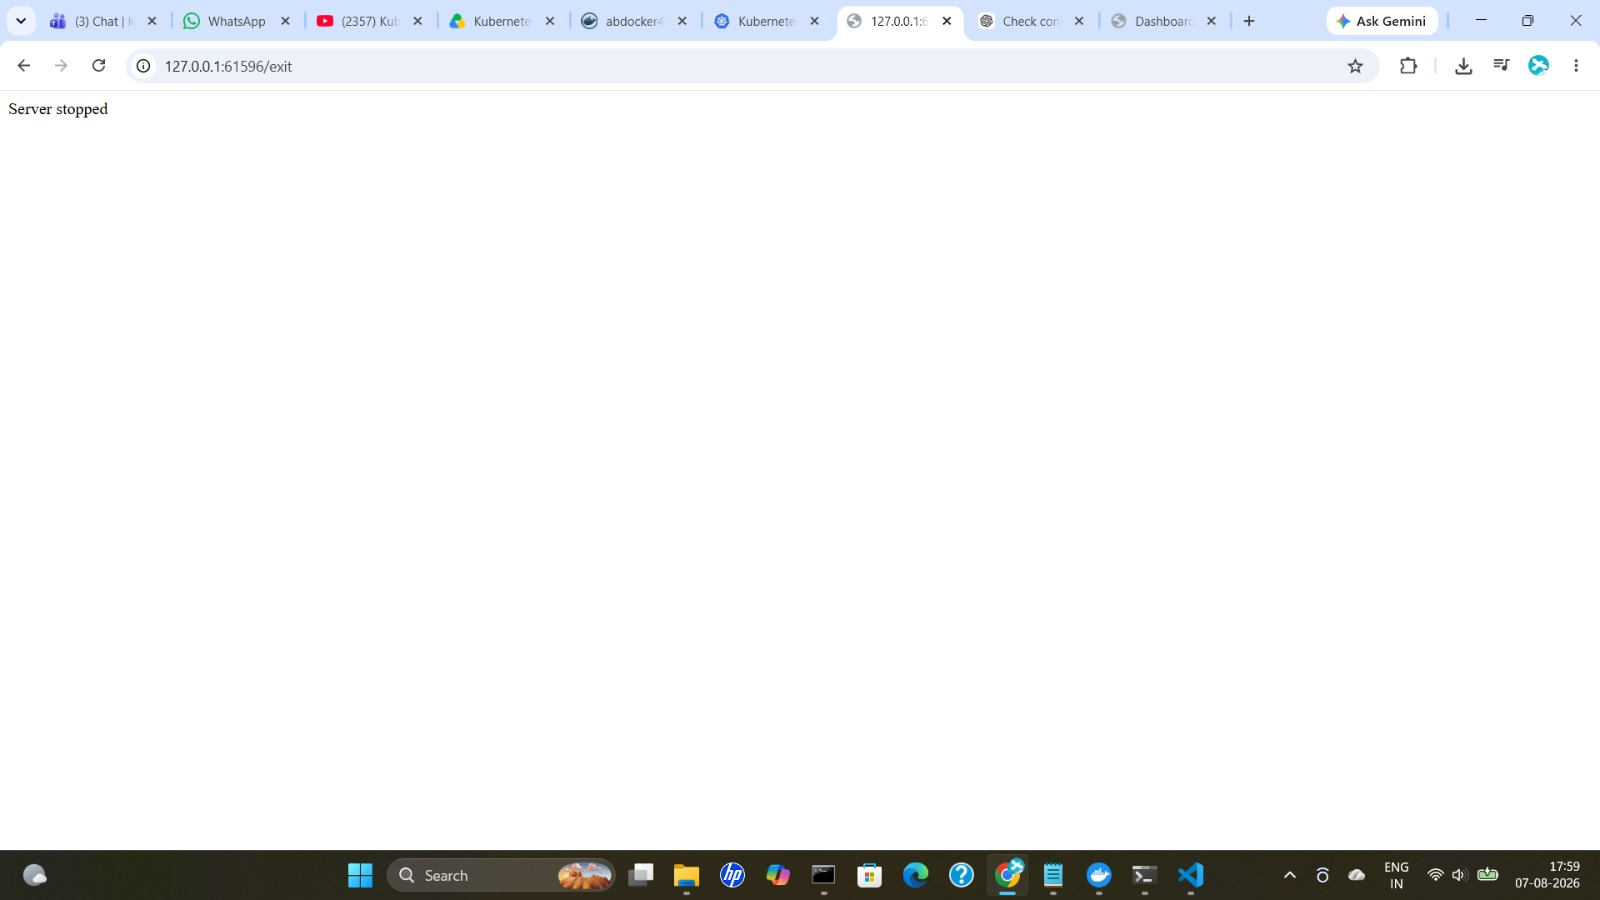 (3) Chat | K
WhatsApp
(2357) Kub
Kubernete
abdocker4
Kubernete
127.0.0.1:6
Check con
Dashboard
Ask Gemini
127.0.0.1:61596/exit
Server stopped
Search
hp
ENG
IN
17:59
07-08-2026